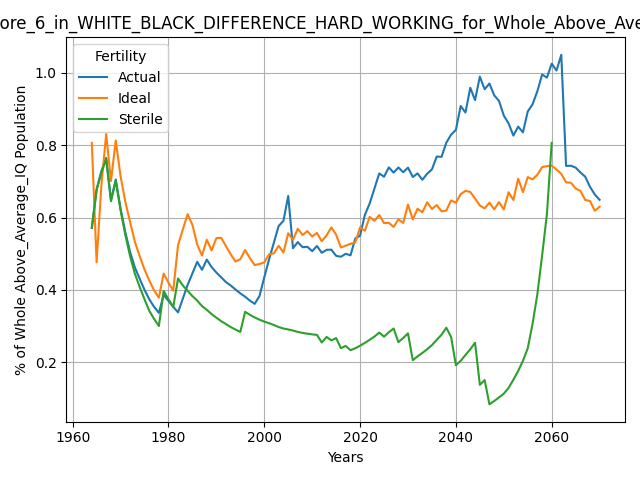 ore_6_in_WHITE_BLACK_DIFFERENCE_HARD_WORKING_for_Whole_Above_Ave
Fertility
Actual
Ideal
Sterile
% of Whole Above_Average_IQ Population
1.0
0.8
0.6
0.4
0.2
1960 1980 2000 2020 2040 2060
Years